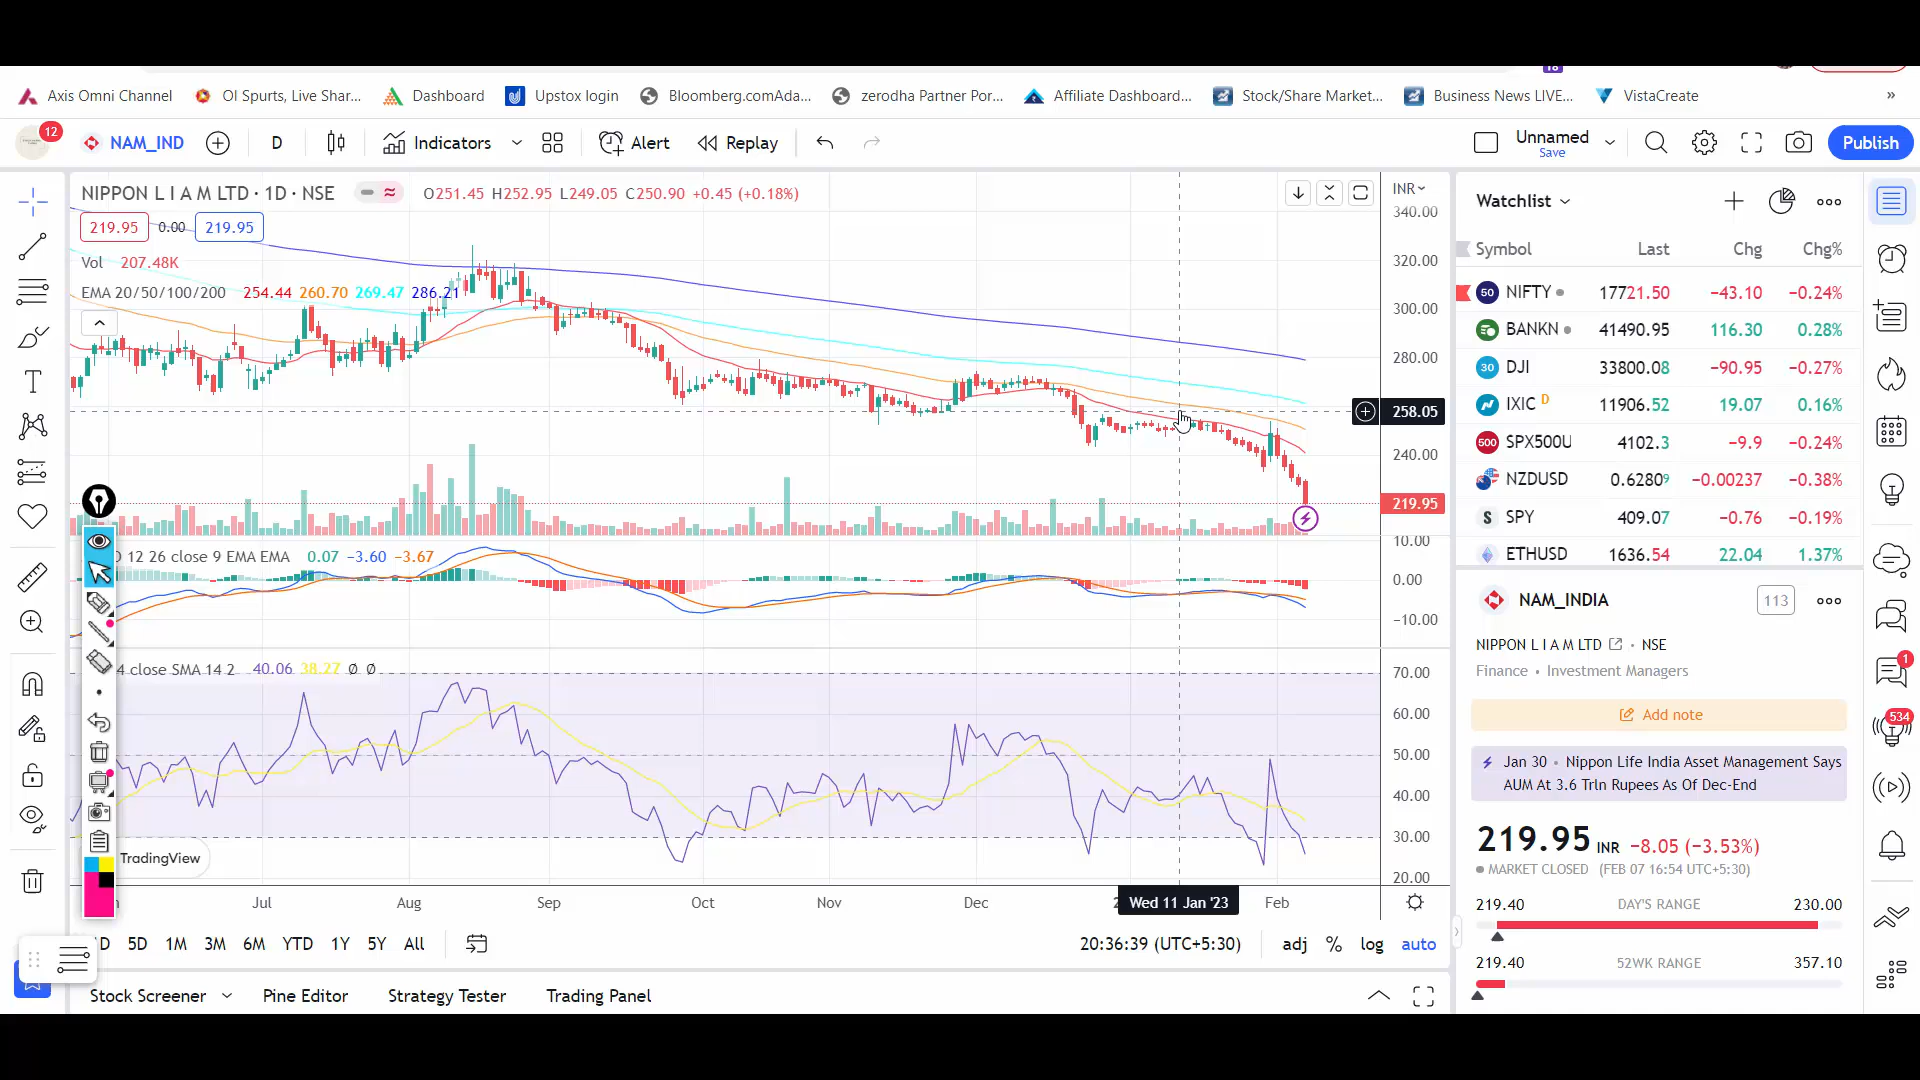 Axis Omni Channel
OI Spurts, Live Shar...
Dashboard
Upstox login
Bloomberg.comAda...
zerodha Partner Por...
Affiliate Dashboard...
Stock/Share Market...
Business News LIVE...
VistaCreate
»
12
NAM_IND
D
Indicators
Alert
Replay
Unnamed
Save
Publish
NIPPON L I A M LTD · 1D · NSE
O251.45 H252.95 L249.05 C250.90 +0.45 (+0.18%)
219.95 0.00 219.95
Vol 207.48K
EMA 20/50/100/200 254.44 260.70 269.47 286.21
INR
340.00
320.00
300.00
280.00
258.05
240.00
219.95
12 26 close 9 EMA EMA 0.07 −3.60 −3.67
10.00
0.00
−10.00
4 close SMA 14 2 40.06 38.27 ø ø
70.00
60.00
50.00
40.00
30.00
20.00
TradingView
Jul
Aug
Sep
Oct
Nov
Dec
Wed 11 Jan '23
Feb
D 5D 1M 3M 6M YTD 1Y 5Y All
20:36:39 (UTC+5:30)
adj % log auto
Stock Screener
Pine Editor
Strategy Tester
Trading Panel
Watchlist
Symbol Last Chg Chg%
50 NIFTY 17721.50 −43.10 −0.24%
BANKN 41490.95 116.30 0.28%
30 DJI 33800.08 −90.95 −0.27%
IXIC D 11906.52 19.07 0.16%
500 SPX500U 4102.3 −9.9 −0.24%
NZDUSD 0.62809 −0.00237 −0.38%
S SPY 409.07 −0.76 −0.19%
ETHUSD 1636.54 22.04 1.37%
NAM_INDIA 113
NIPPON L I A M LTD · NSE
Finance • Investment Managers
Add note
Jan 30 • Nippon Life India Asset Management Says
AUM At 3.6 Trln Rupees As Of Dec-End
219.95 INR −8.05 (−3.53%)
MARKET CLOSED (FEB 07 16:54 UTC+5:30)
219.40 DAY'S RANGE 230.00
219.40 52WK RANGE 357.10
1
534